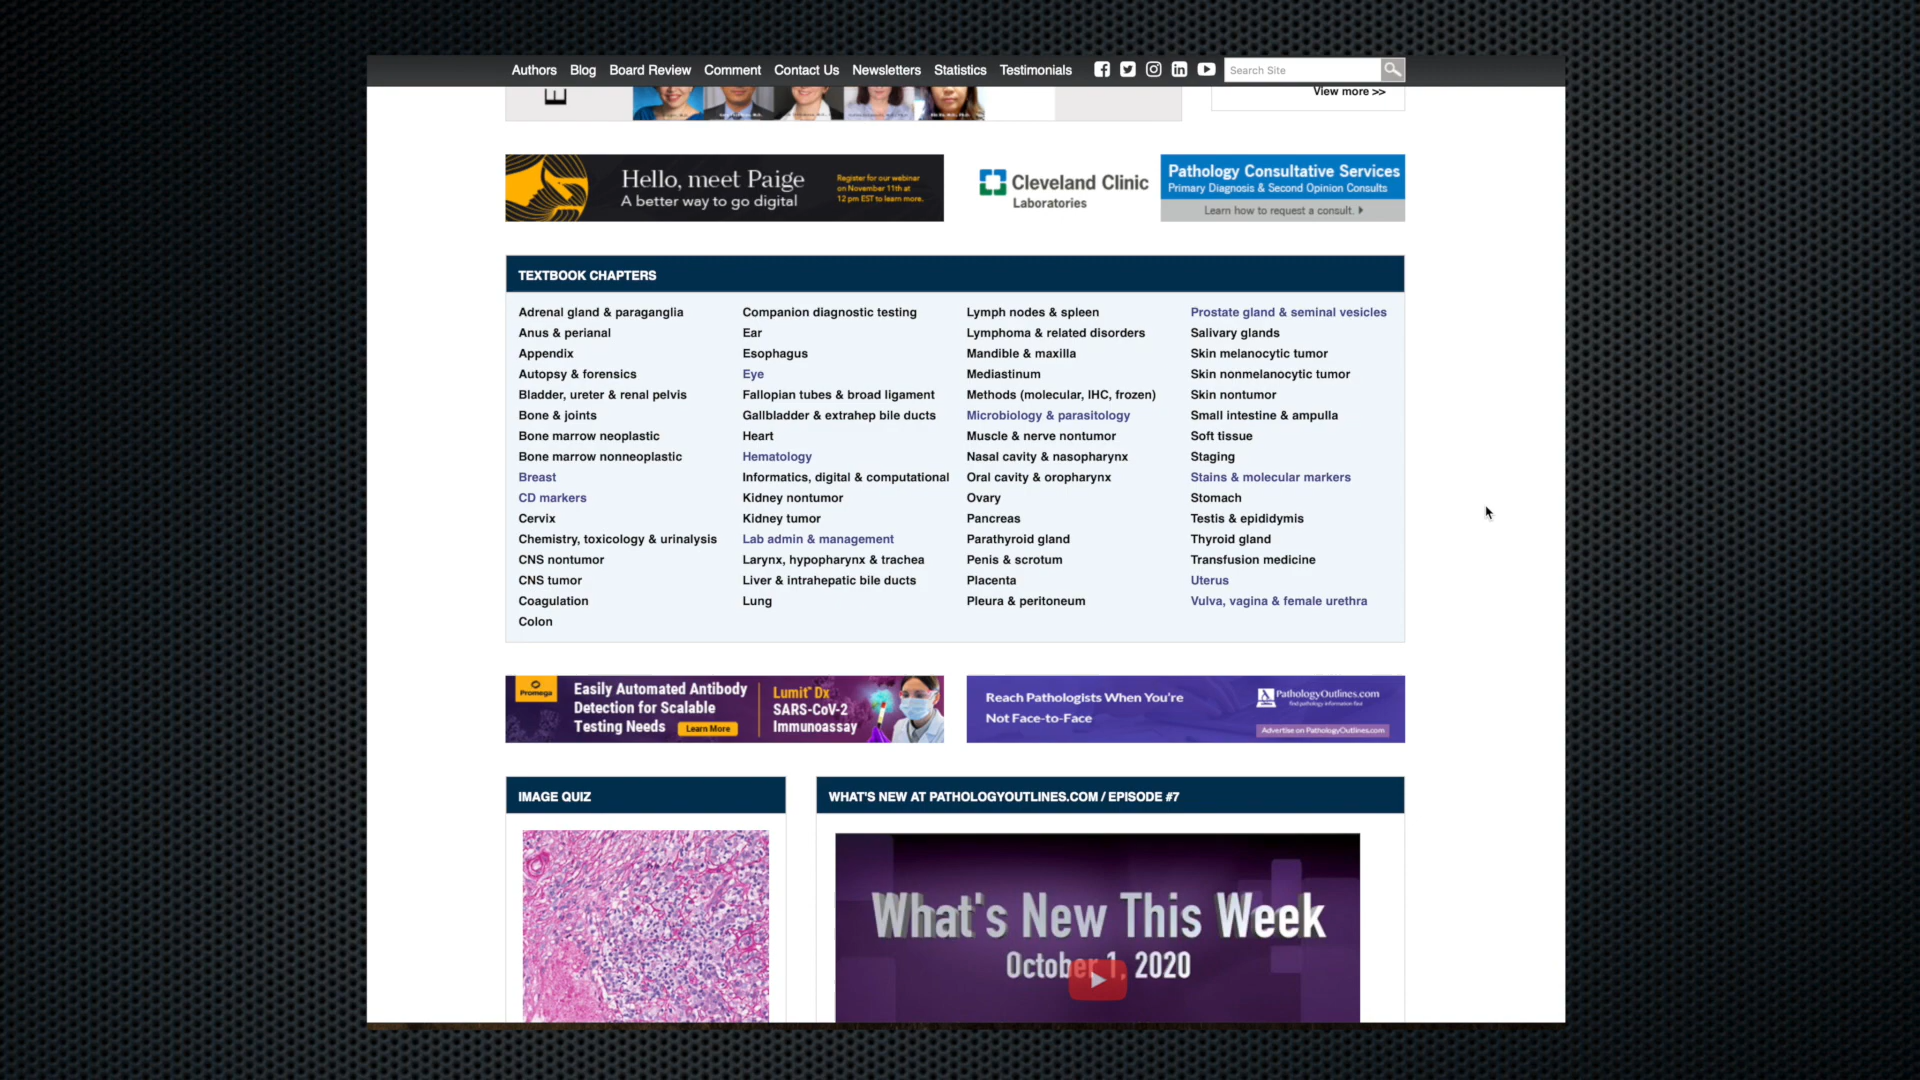 Authors Blog Board Review Comment Contact Us Newsletters Statistics Testimonials Search Site
View more >>
Hello, meet Paige
A better way to go digital
Register for our webinar
on November 11th at
12 pm EST to learn more.
Cleveland Clinic
Laboratories
Pathology Consultative Services
Primary Diagnosis & Second Opinion Consults
Learn how to request a consult.
TEXTBOOK CHAPTERS
Adrenal gland & paraganglia
Anus & perianal
Appendix
Autopsy & forensics
Bladder, ureter & renal pelvis
Bone & joints
Bone marrow neoplastic
Bone marrow nonneoplastic
Breast
CD markers
Cervix
Chemistry, toxicology & urinalysis
CNS nontumor
CNS tumor
Coagulation
Colon
Companion diagnostic testing
Ear
Esophagus
Eye
Fallopian tubes & broad ligament
Gallbladder & extrahep bile ducts
Heart
Hematology
Informatics, digital & computational
Kidney nontumor
Kidney tumor
Lab admin & management
Larynx, hypopharynx & trachea
Liver & intrahepatic bile ducts
Lung
Lymph nodes & spleen
Lymphoma & related disorders
Mandible & maxilla
Mediastinum
Methods (molecular, IHC, frozen)
Microbiology & parasitology
Muscle & nerve nontumor
Nasal cavity & nasopharynx
Oral cavity & oropharynx
Ovary
Pancreas
Parathyroid gland
Penis & scrotum
Placenta
Pleura & peritoneum
Prostate gland & seminal vesicles
Salivary glands
Skin melanocytic tumor
Skin nonmelanocytic tumor
Skin nontumor
Small intestine & ampulla
Soft tissue
Staging
Stains & molecular markers
Stomach
Testis & epididymis
Thyroid gland
Transfusion medicine
Uterus
Vulva, vagina & female urethra
Promega
Easily Automated Antibody
Detection for Scalable
Testing Needs
Learn More
Lumit™ Dx
SARS-CoV-2
Immunoassay
Reach Pathologists When You're
Not Face-to-Face
PathologyOutlines.com
find pathology information fast
Advertise on PathologyOutlines.com
IMAGE QUIZ
WHAT'S NEW AT PATHOLOGYOUTLINES.COM / EPISODE #7
What's New This Week
October 1, 2020